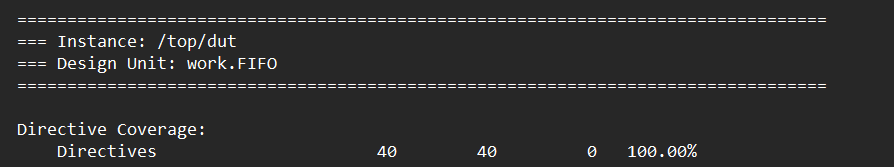 =================================================================================
=== Instance: /top/dut
=== Design Unit: work.FIFO
=================================================================================
Directive Coverage:
    Directives                      40        40         0   100.00%